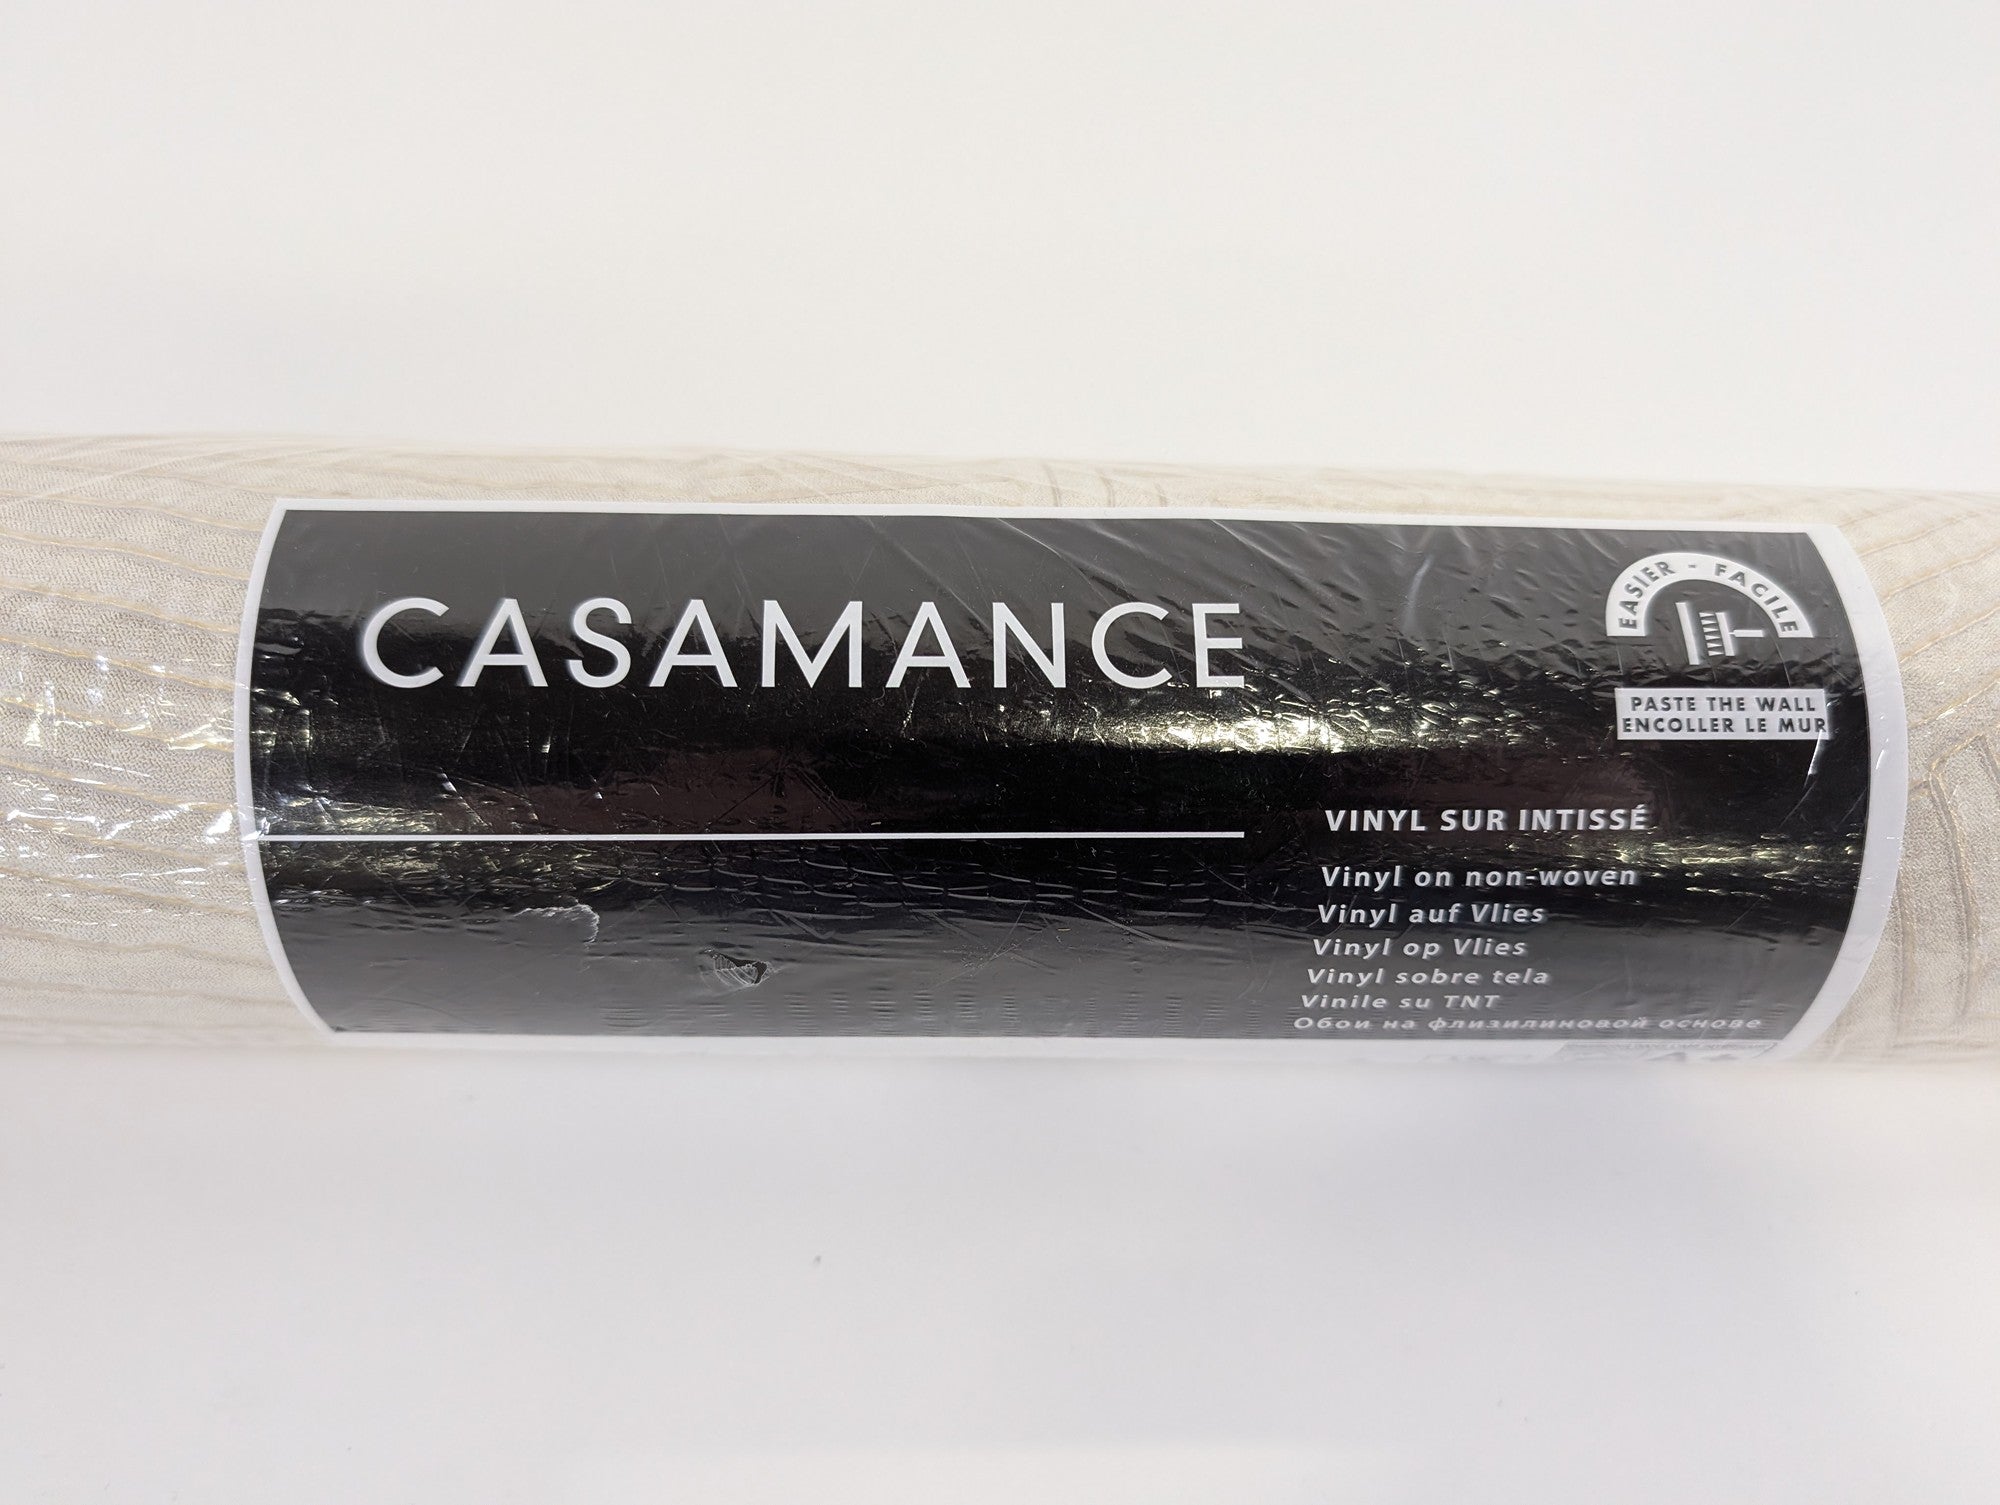 CASAMANCE
EASIER - FACILE
PASTE THE WALL
ENCOLLER LE MUR
VINYL SUR INTISSÉ
Vinyl on non-woven
Vinyl auf Vlies
Vinyl op Vlies
Vinyl sobre tela
Vinile su TNT
Обои на флизилиновой основе